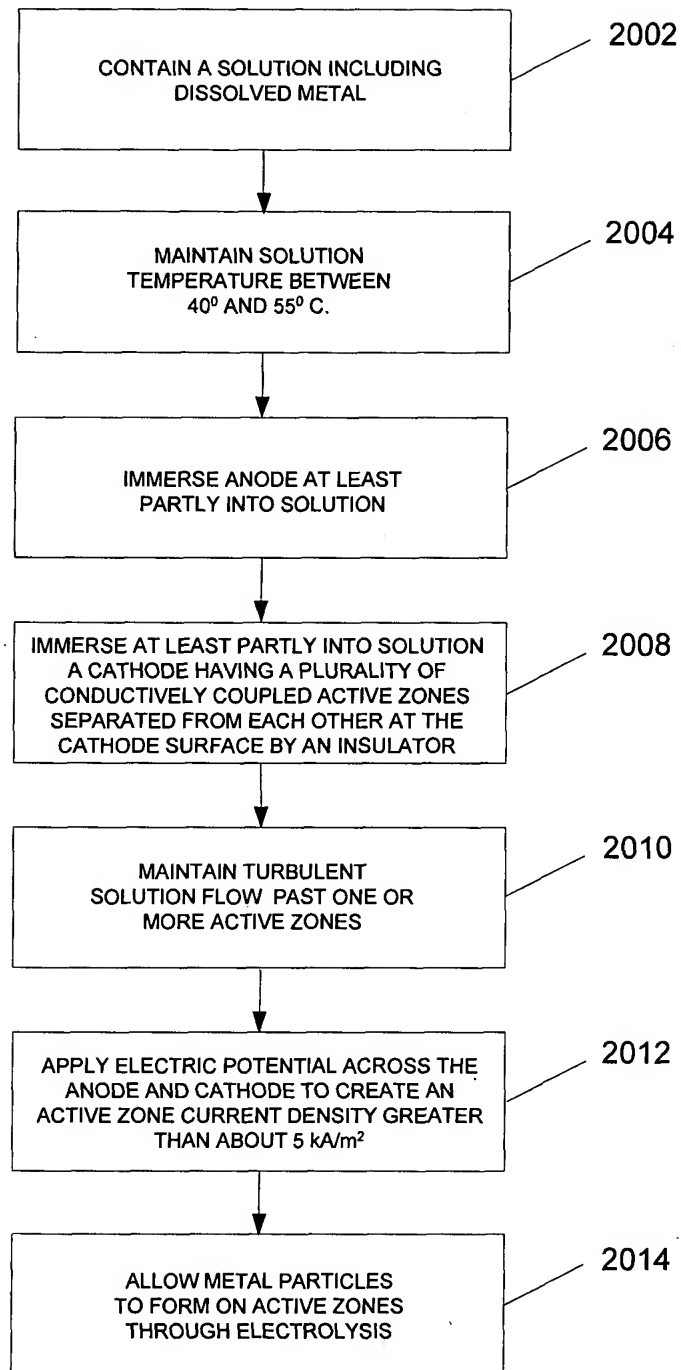 CONTAIN A SOLUTION INCLUDING
DISSOLVED METAL
2002
MAINTAIN SOLUTION
TEMPERATURE BETWEEN
40⁰ AND 55⁰ C.
2004
IMMERSE ANODE AT LEAST
PARTLY INTO SOLUTION
2006
IMMERSE AT LEAST PARTLY INTO SOLUTION
A CATHODE HAVING A PLURALITY OF
CONDUCTIVELY COUPLED ACTIVE ZONES
SEPARATED FROM EACH OTHER AT THE
CATHODE SURFACE BY AN INSULATOR
2008
MAINTAIN TURBULENT
SOLUTION FLOW PAST ONE OR
MORE ACTIVE ZONES
2010
APPLY ELECTRIC POTENTIAL ACROSS THE
ANODE AND CATHODE TO CREATE AN
ACTIVE ZONE CURRENT DENSITY GREATER
THAN ABOUT 5 kA/m²
2012
ALLOW METAL PARTICLES
TO FORM ON ACTIVE ZONES
THROUGH ELECTROLYSIS
2014